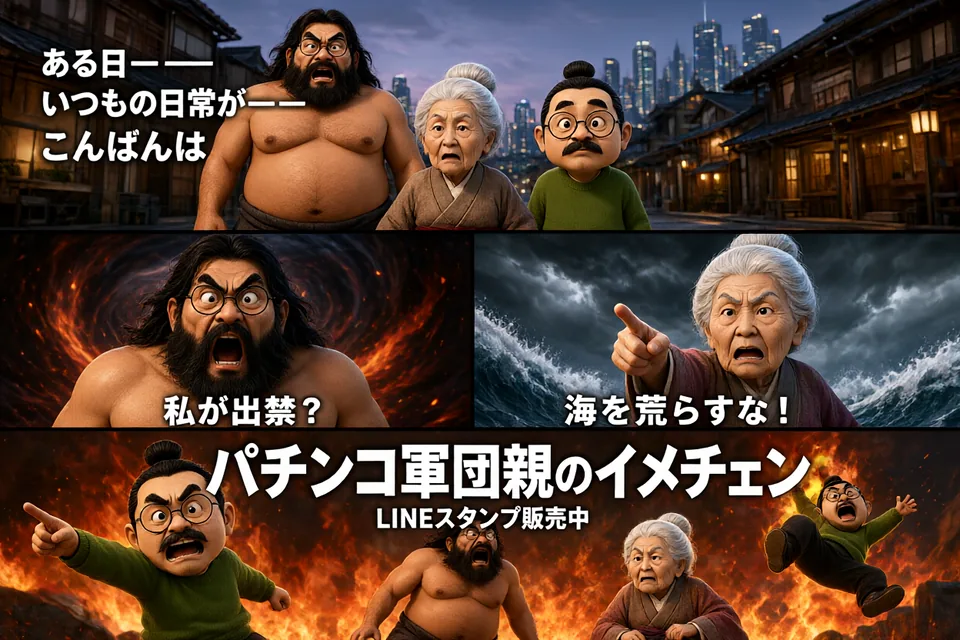 ある日ー——
いつもの日常がーー
こんばんは
私が出禁？
海を荒らすな！
パチンコ軍団親のイメチェン
LINEスタンプ販売中